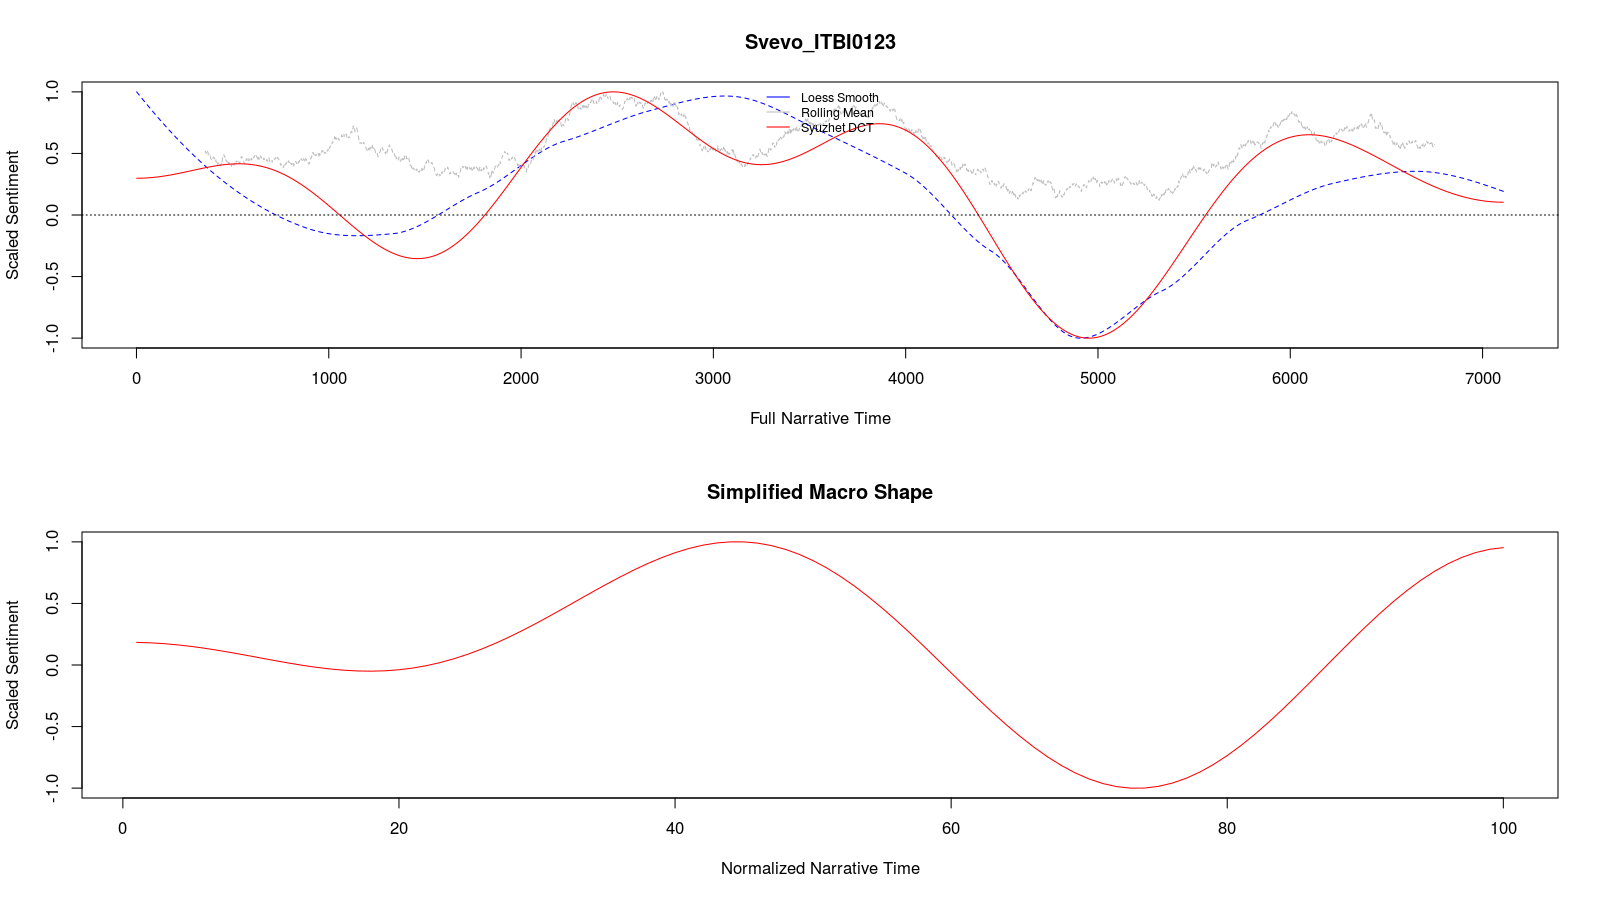 Svevo_ITBI0123
Loess Smooth
Rolling Mean
Syuzhet DCT
Scaled Sentiment
1.0
0.5
0.0
-0.5
-1.0
0 1000 2000 3000 4000 5000 6000 7000
Full Narrative Time
Simplified Macro Shape
Scaled Sentiment
1.0
0.5
0.0
-0.5
-1.0
0 20 40 60 80 100
Normalized Narrative Time